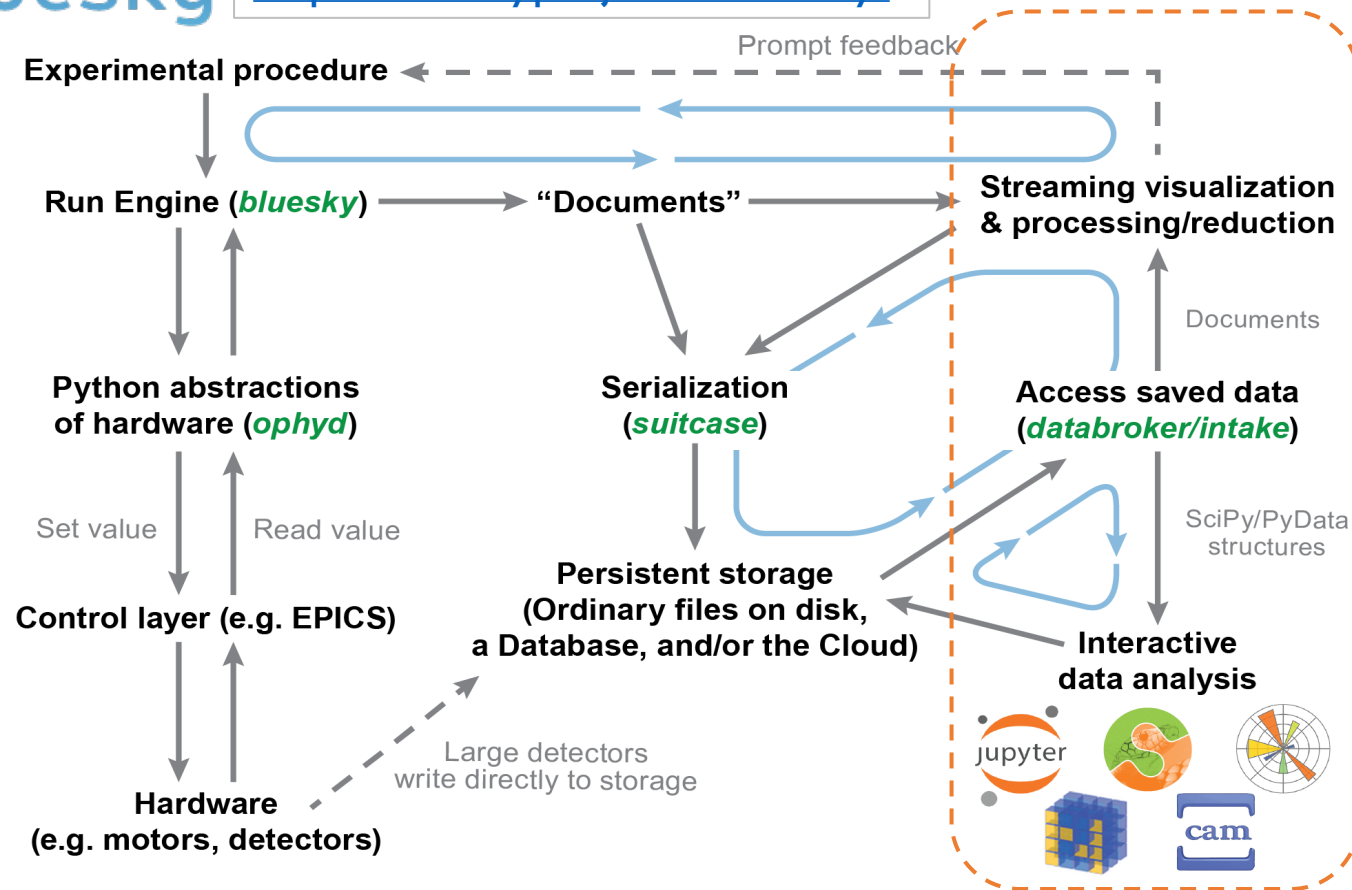 Prompt feedback
Experimental procedure
Run Engine (bluesky)
“Documents”
Streaming visualization
& processing/reduction
Documents
Python abstractions
of hardware (ophyd)
Serialization
(suitcase)
Access saved data
(databroker/intake)
Set value
Read value
SciPy/PyData
structures
Control layer (e.g. EPICS)
Persistent storage
(Ordinary files on disk,
a Database, and/or the Cloud)
Interactive
data analysis
Large detectors
write directly to storage
Hardware
(e.g. motors, detectors)
jupyter
cam